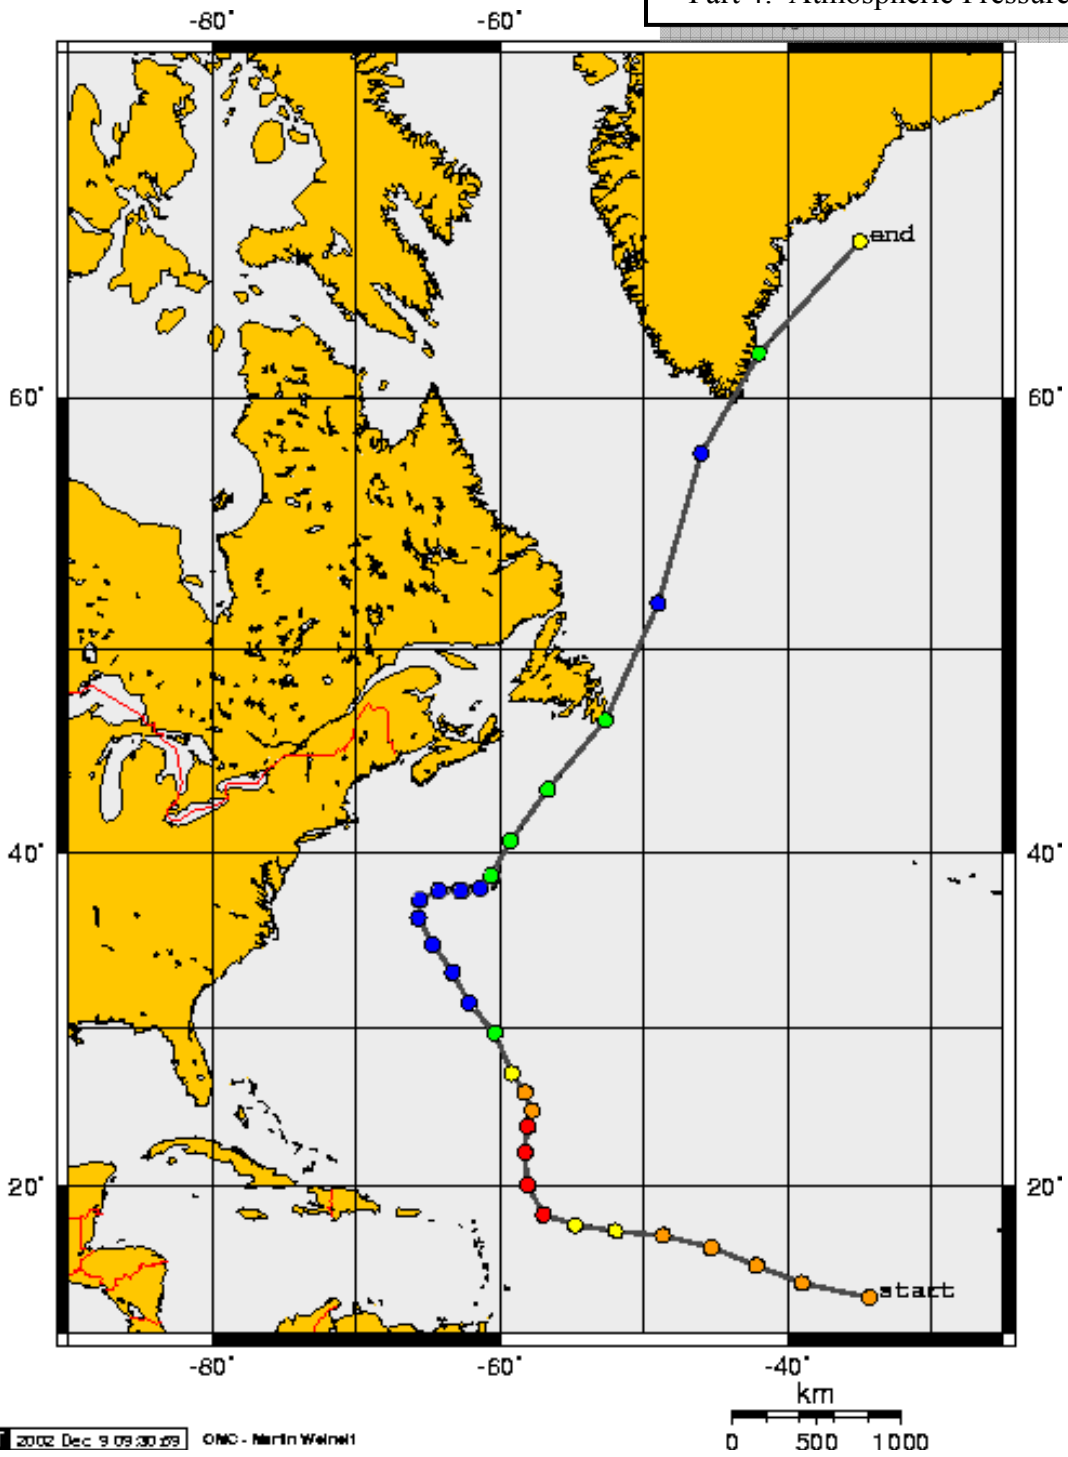 Part 4: Atmospheric Pressure
-80° -60°
end
60° 60°
40° 40°
20° 20°
start
-80° -60° -40°
km
0 500 1000
2002 Dec 9 09:30:59 OMC - Martin Weinelt